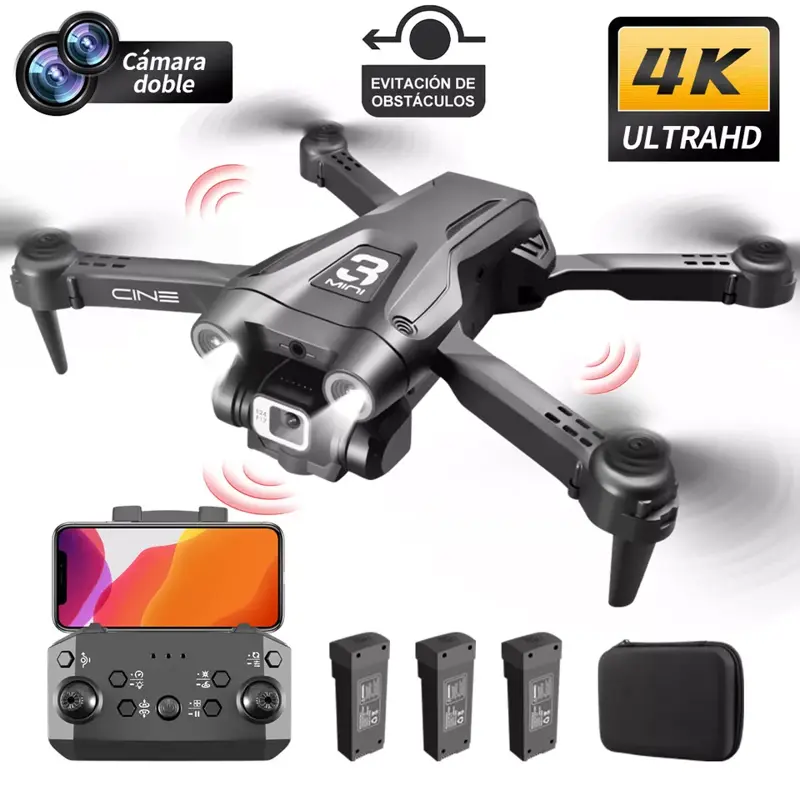 Cámara
doble
EVITACIÓN DE
OBSTÁCULOS
4K
ULTRAHD
3
MINI
CINE